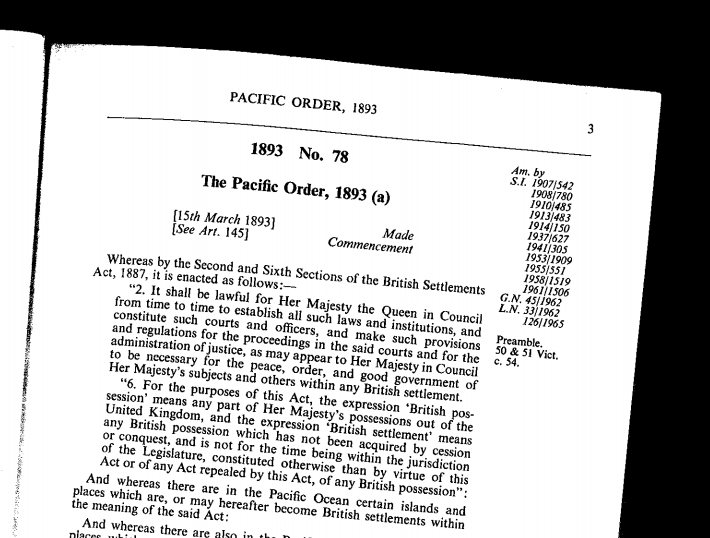 PACIFIC ORDER, 1893
3
1893 No. 78
The Pacific Order, 1893 (a)
[15th March 1893] Made
[See Art. 145] Commencement
Am. by
S.I. 1907/542
1908/780
1910/485
1913/483
1914/150
1937/627
1941/305
1953/1909
1955/551
1958/1519
1961/1506
G.N. 45/1962
L.N. 33/1962
126/1965
Whereas by the Second and Sixth Sections of the British Settlements
Act, 1887, it is enacted as follows:—
"2. It shall be lawful for Her Majesty the Queen in Council
from time to time to establish all such laws and institutions, and
constitute such courts and officers, and make such provisions
and regulations for the proceedings in the said courts and for the
administration of justice, as may appear to Her Majesty in Council
to be necessary for the peace, order, and good government of
Her Majesty's subjects and others within any British settlement.
Preamble.
50 & 51 Vict.
c. 54.
"6. For the purposes of this Act, the expression 'British pos-
session' means any part of Her Majesty's possessions out of the
United Kingdom, and the expression 'British settlement' means
any British possession which has not been acquired by cession
or conquest, and is not for the time being within the jurisdiction
of the Legislature, constituted otherwise than by virtue of this
Act or of any Act repealed by this Act, of any British possession":
And whereas there are in the Pacific Ocean certain islands and
places which are, or may hereafter become British settlements within
the meaning of the said Act:
And whereas there are also in the
places